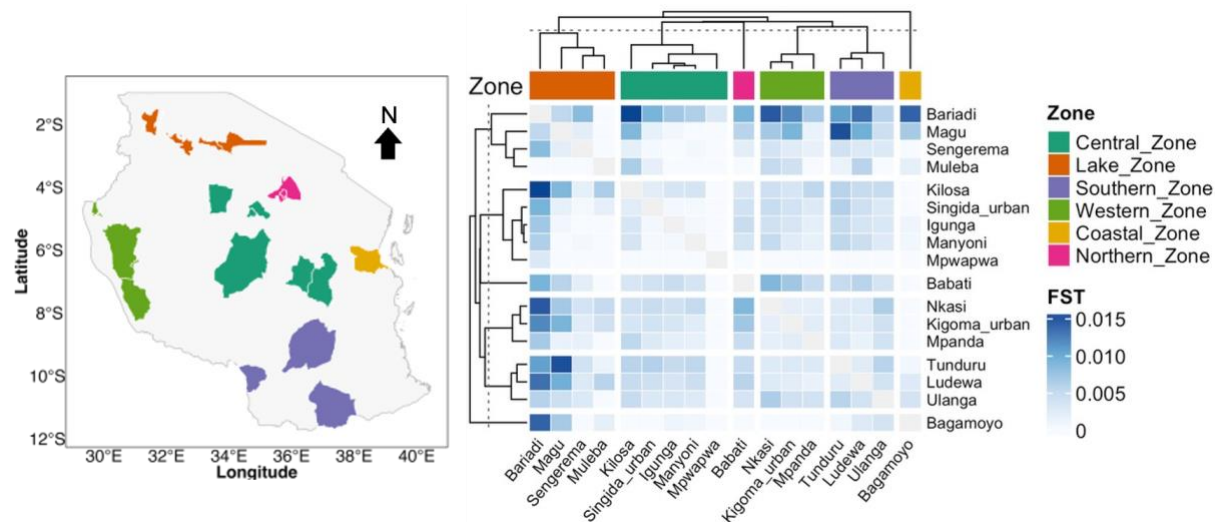 N
2°S
4°S
6°S
8°S
10°S
12°S
Latitude
30°E 32°E 34°E 36°E 38°E 40°E
Longitude
Zone
Bariadi
Magu
Sengerema
Muleba
Kilosa
Singida_urban
Igunga
Manyoni
Mpwapwa
Babati
Nkasi
Kigoma_urban
Mpanda
Tunduru
Ludewa
Ulanga
Bagamoyo
Bariadi
Magu
Sengerema
Muleba
Kilosa
Singida_urban
Igunga
Manyoni
Mpwapwa
Babati
Nkasi
Kigoma_urban
Mpanda
Tunduru
Ludewa
Ulanga
Bagamoyo
Zone
Central_Zone
Lake_Zone
Southern_Zone
Western_Zone
Coastal_Zone
Northern_Zone
FST
0.015
0.010
0.005
0